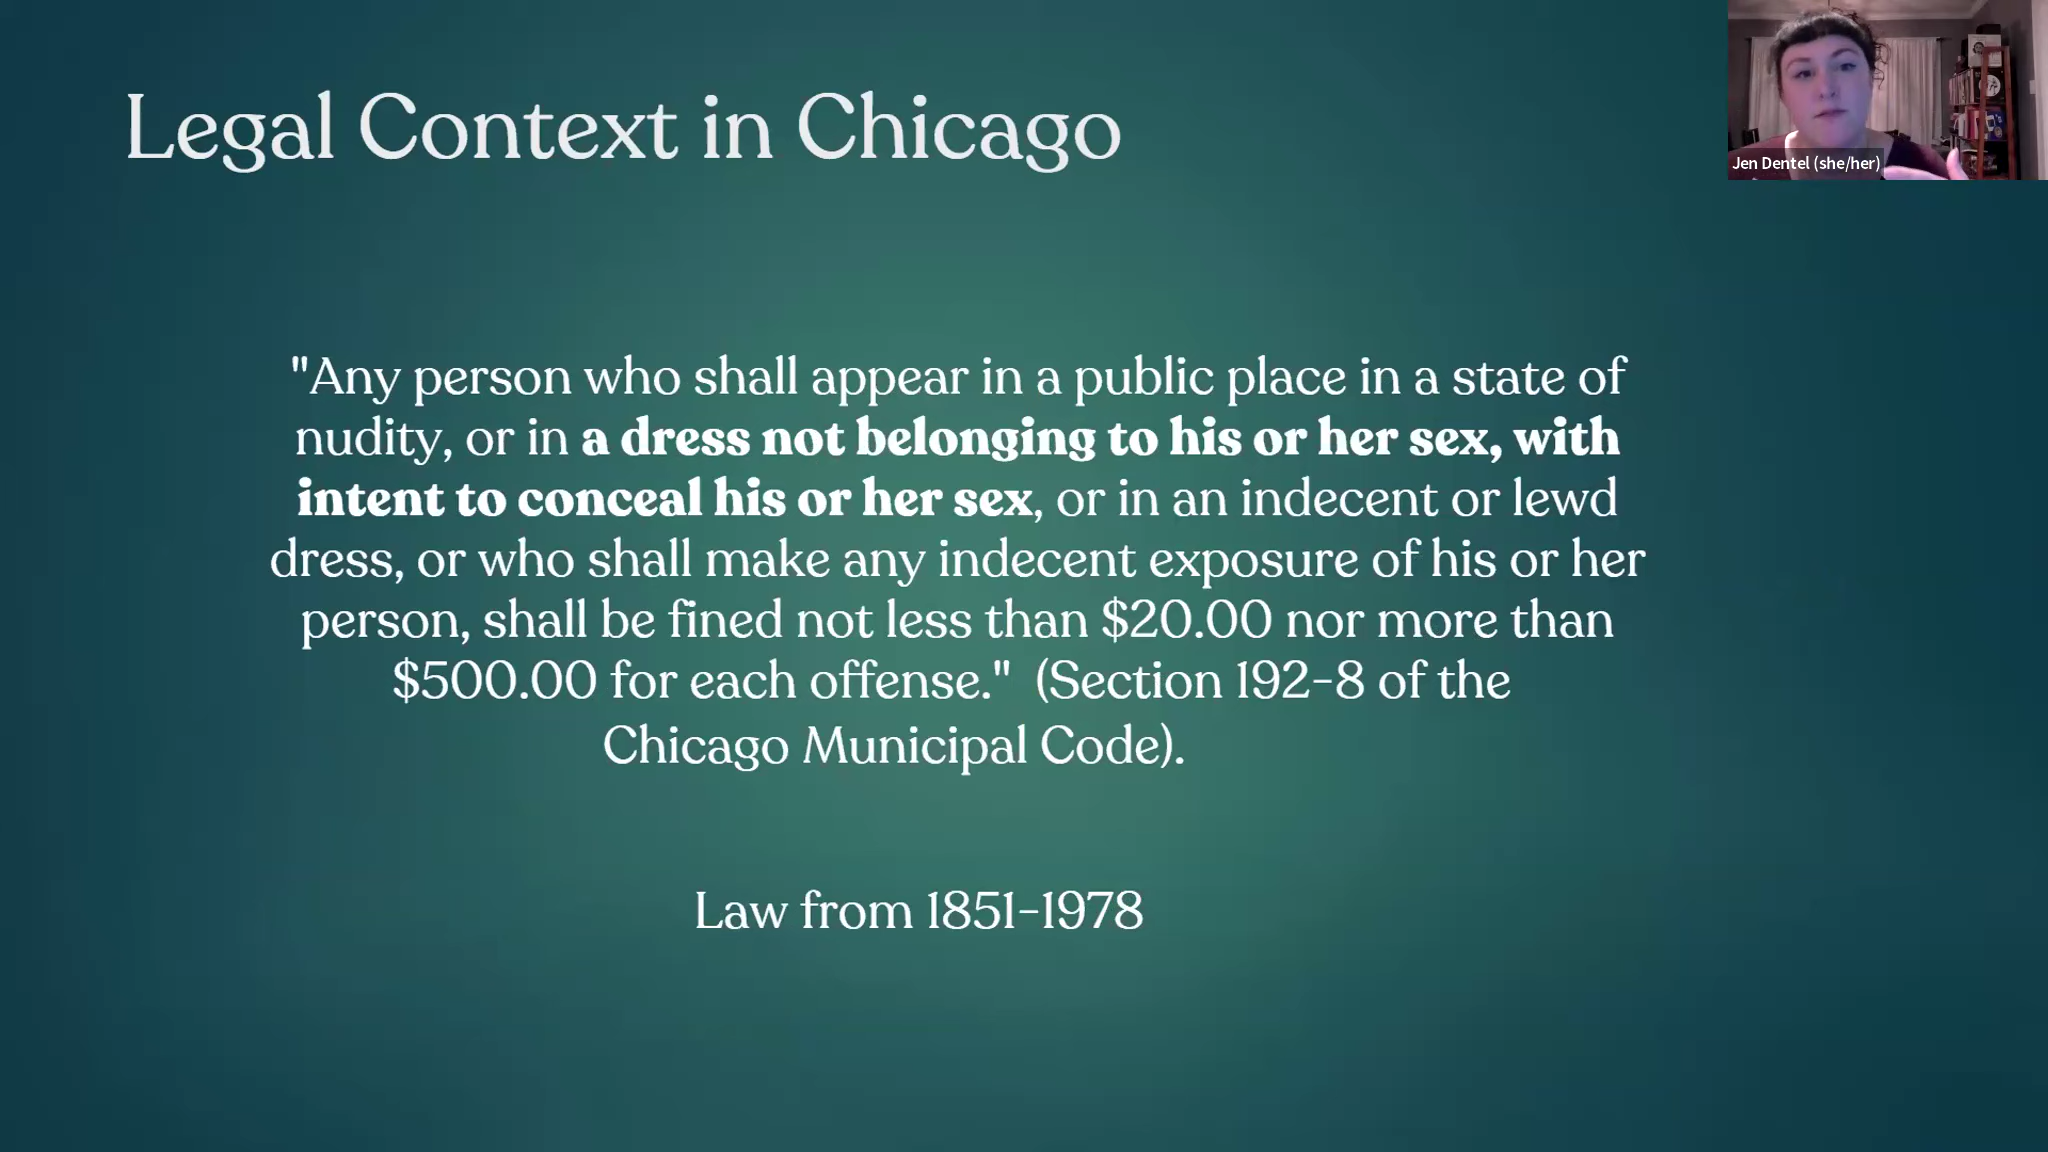 Legal Context in Chicago
Jen Dentel (she/her)
"Any person who shall appear in a public place in a state of
nudity, or in a dress not belonging to his or her sex, with
intent to conceal his or her sex, or in an indecent or lewd
dress, or who shall make any indecent exposure of his or her
person, shall be fined not less than $20.00 nor more than
$500.00 for each offense."  (Section 192-8 of the
Chicago Municipal Code).
Law from 1851-1978